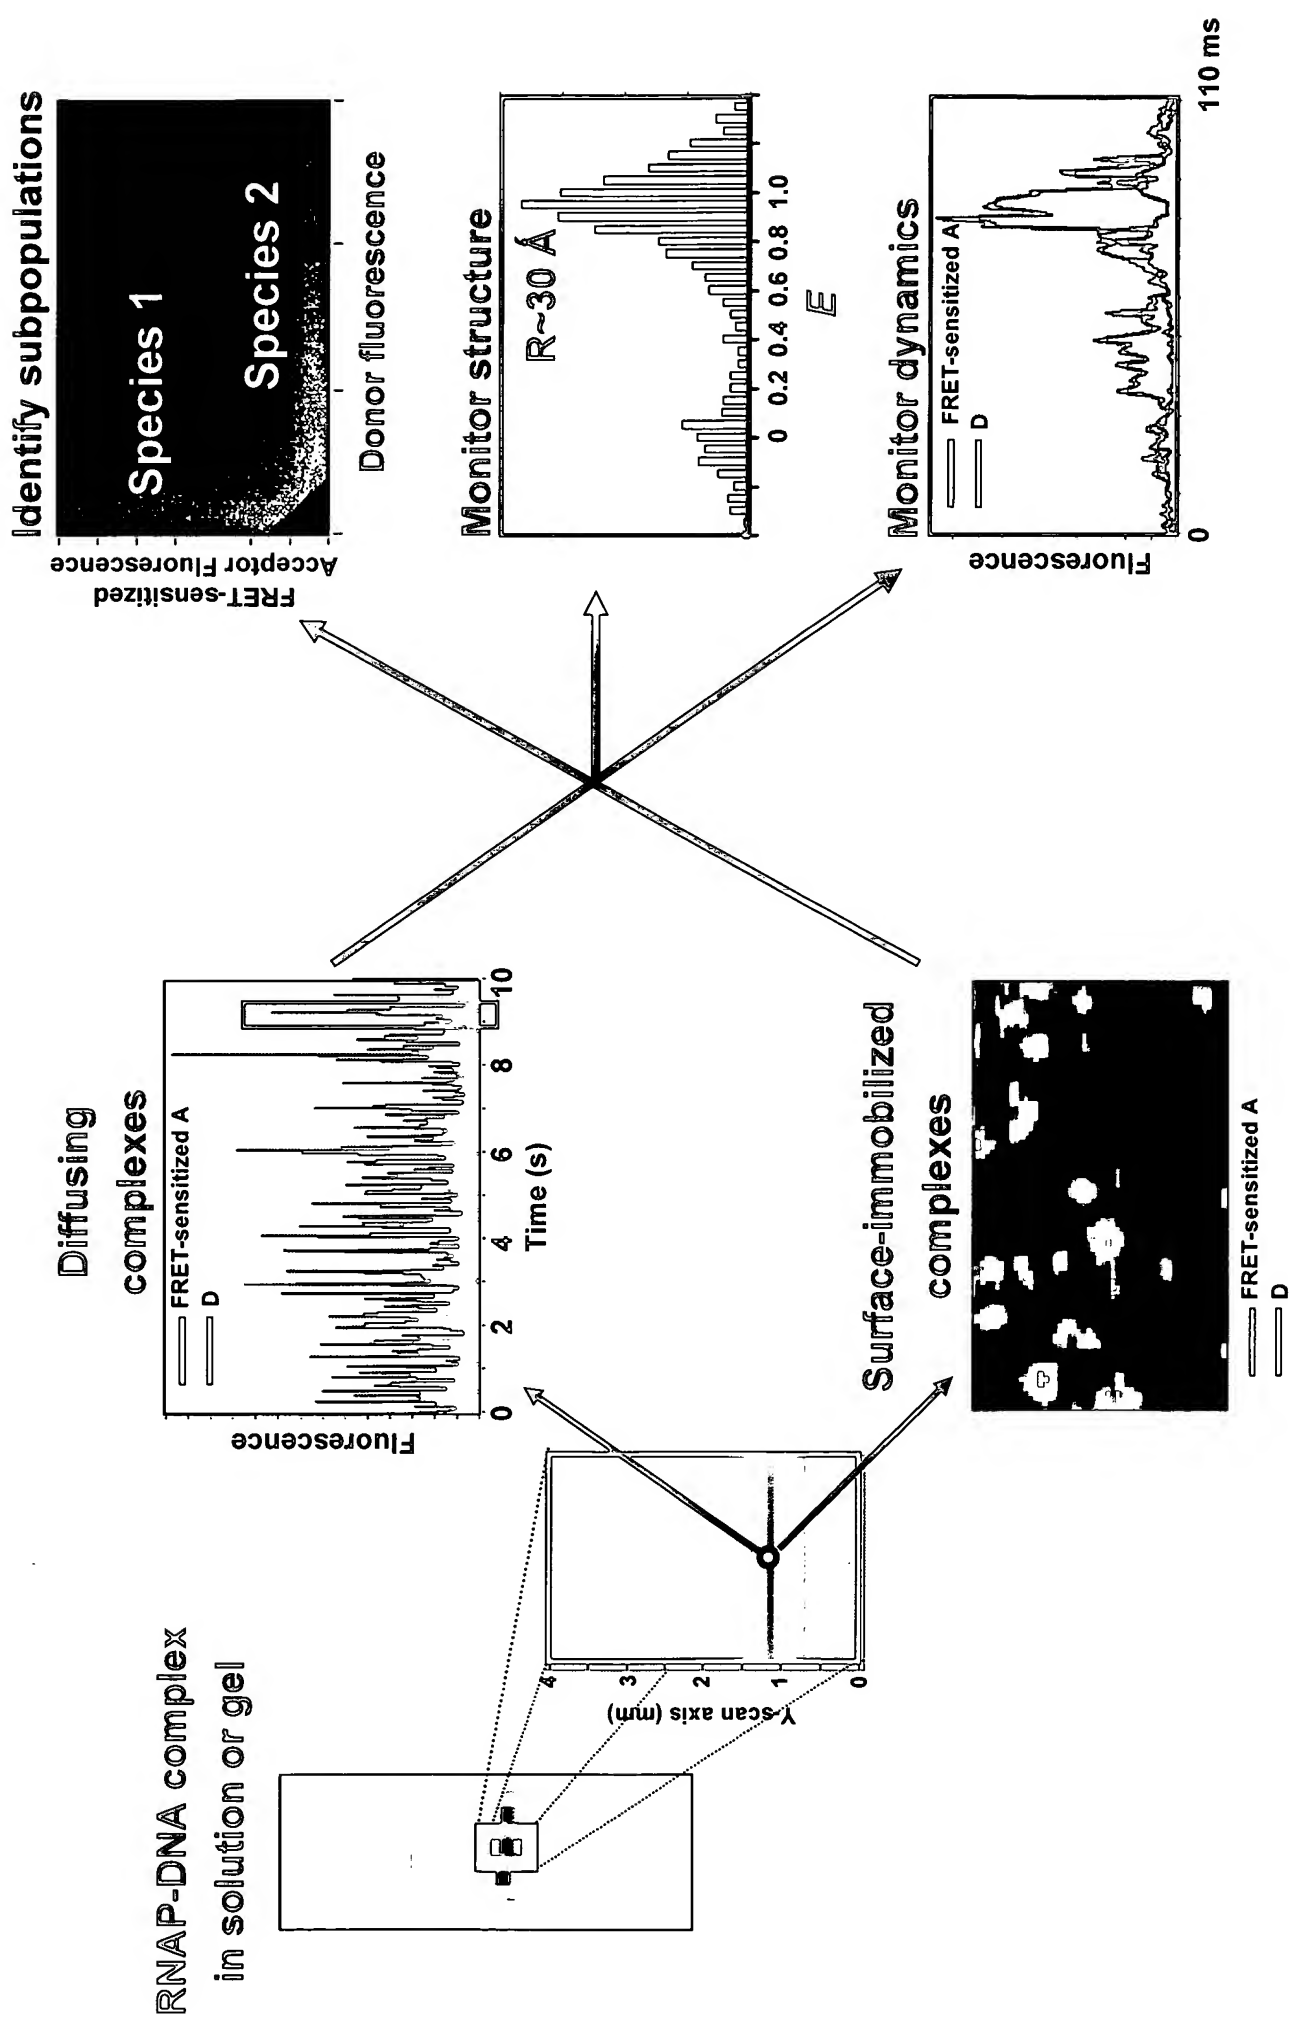 RNAP-DNA complex
in solution or gel
Y-scan axis (mm)
4
3
2
1
0
Diffusing
complexes
Fluorescence
FRET-sensitized A
D
0 2 4 6 8 10
Time (s)
Surface-immobilized
complexes
FRET-sensitized A
D
Identify subpopulations
FRET-sensitized
Acceptor Fluorescence
Species 1
Species 2
Donor fluorescence
Monitor structure
R~30 Å
0 0.2 0.4 0.6 0.8 1.0
E
Monitor dynamics
Fluorescence
FRET-sensitized A
D
0
110 ms